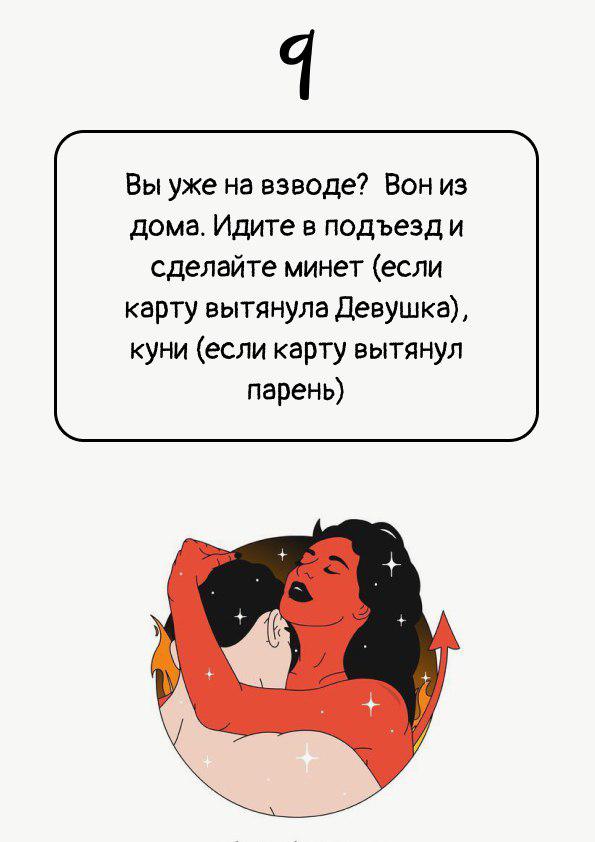 9
Вы уже на взводе?  Вон из
дома. Идите в подъезд и
сделайте минет (если
карту вытянула Девушка),
куни (если карту вытянул
парень)